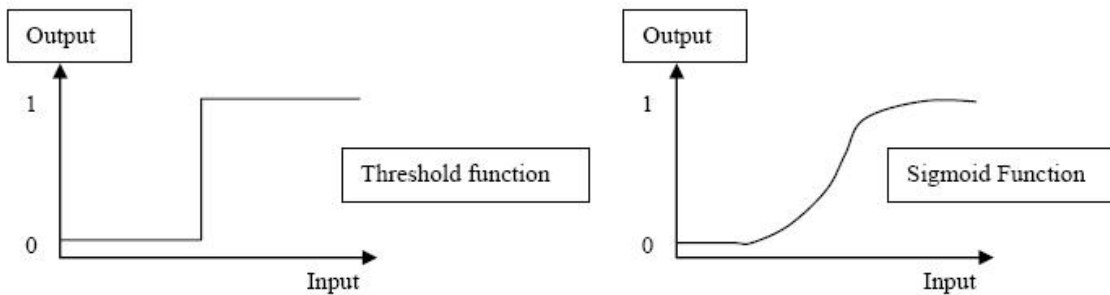 Output
1
Threshold function
0
Input
Output
1
Sigmoid Function
0
Input